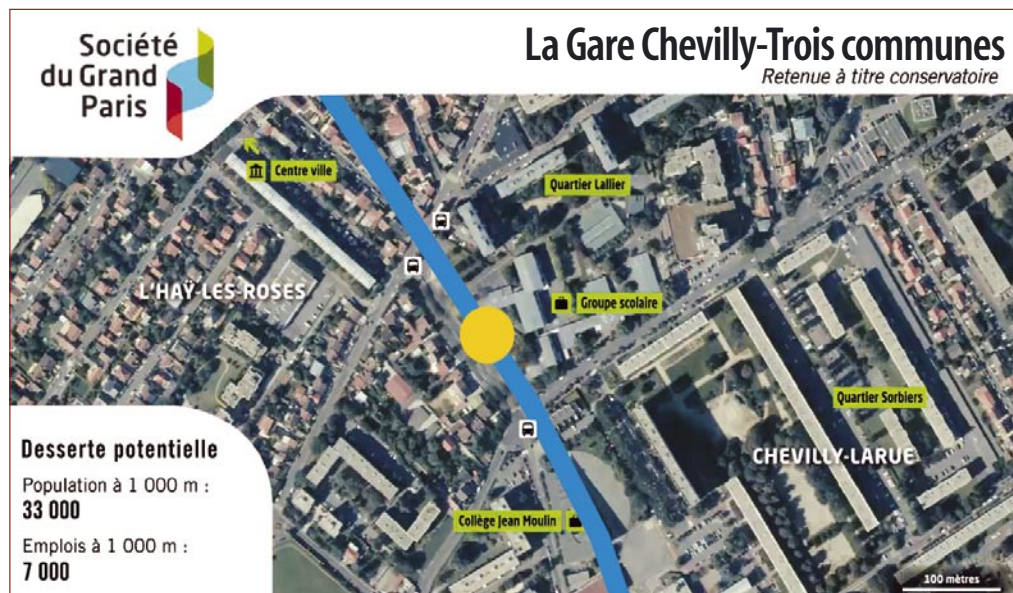 Société
du Grand
Paris
La Gare Chevilly-Trois communes
Retenue à titre conservatoire
Centre ville
Quartier Lallier
L'HAŸ-LES-ROSES
Groupe scolaire
Quartier Sorbiers
CHEVILLY-LARUE
Collège Jean Moulin
Desserte potentielle
Population à 1 000 m :
33 000
Emplois à 1 000 m :
7 000
100 mètres